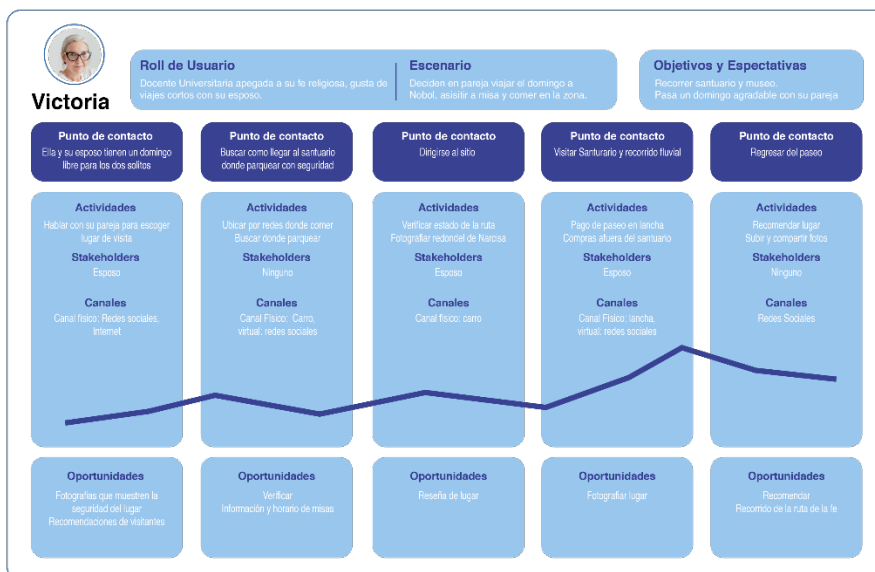 Victoria
Roll de Usuario
Docente Universitaria apegada a su fe religiosa, gusta de
viajes cortos con su esposo.
Escenario
Deciden en pareja viajar el domingo a
Nobol, asisitir a misa y comer en la zona.
Objetivos y Espectativas
Recorrer santuario y museo.
Pasa un domingo agradable con su pareja
Punto de contacto
Ella y su esposo tienen un domingo
libre para los dos solitos
Punto de contacto
Buscar como llegar al santuario
donde parquear con seguridad
Punto de contacto
Dirigirse al sitio
Punto de contacto
Visitar Santurario y recorrido fluvial
Punto de contacto
Regresar del paseo
Actividades
Hablar con su pareja para escoger
lugar de visita
Stakeholders
Esposo
Canales
Canal físico: Redes sociales,
Internet
Actividades
Ubicar por redes donde comer
Buscar donde parquear
Stakeholders
Ninguno
Canales
Canal Físico: Carro,
virtual: redes sociales
Actividades
Verificar estado de la ruta
Fotografiar redondel de Narcisa
Stakeholders
Esposo
Canales
Canal físico: carro
Actividades
Pago de paseo en lancha
Compras afuera del santuario
Stakeholders
Esposo
Canales
Canal Físico: lancha,
virtual: redes sociales
Actividades
Recomendar lugar
Subir y compartir fotos
Stakeholders
Ninguno
Canales
Redes Sociales
Oportunidades
Fotografías que muestren la
seguridad del lugar
Recomendaciones de visitantes
Oportunidades
Verificar
Información y horario de misas
Oportunidades
Reseña de lugar
Oportunidades
Fotografiar lugar
Oportunidades
Recomendar
Recorrido de la ruta de la fe